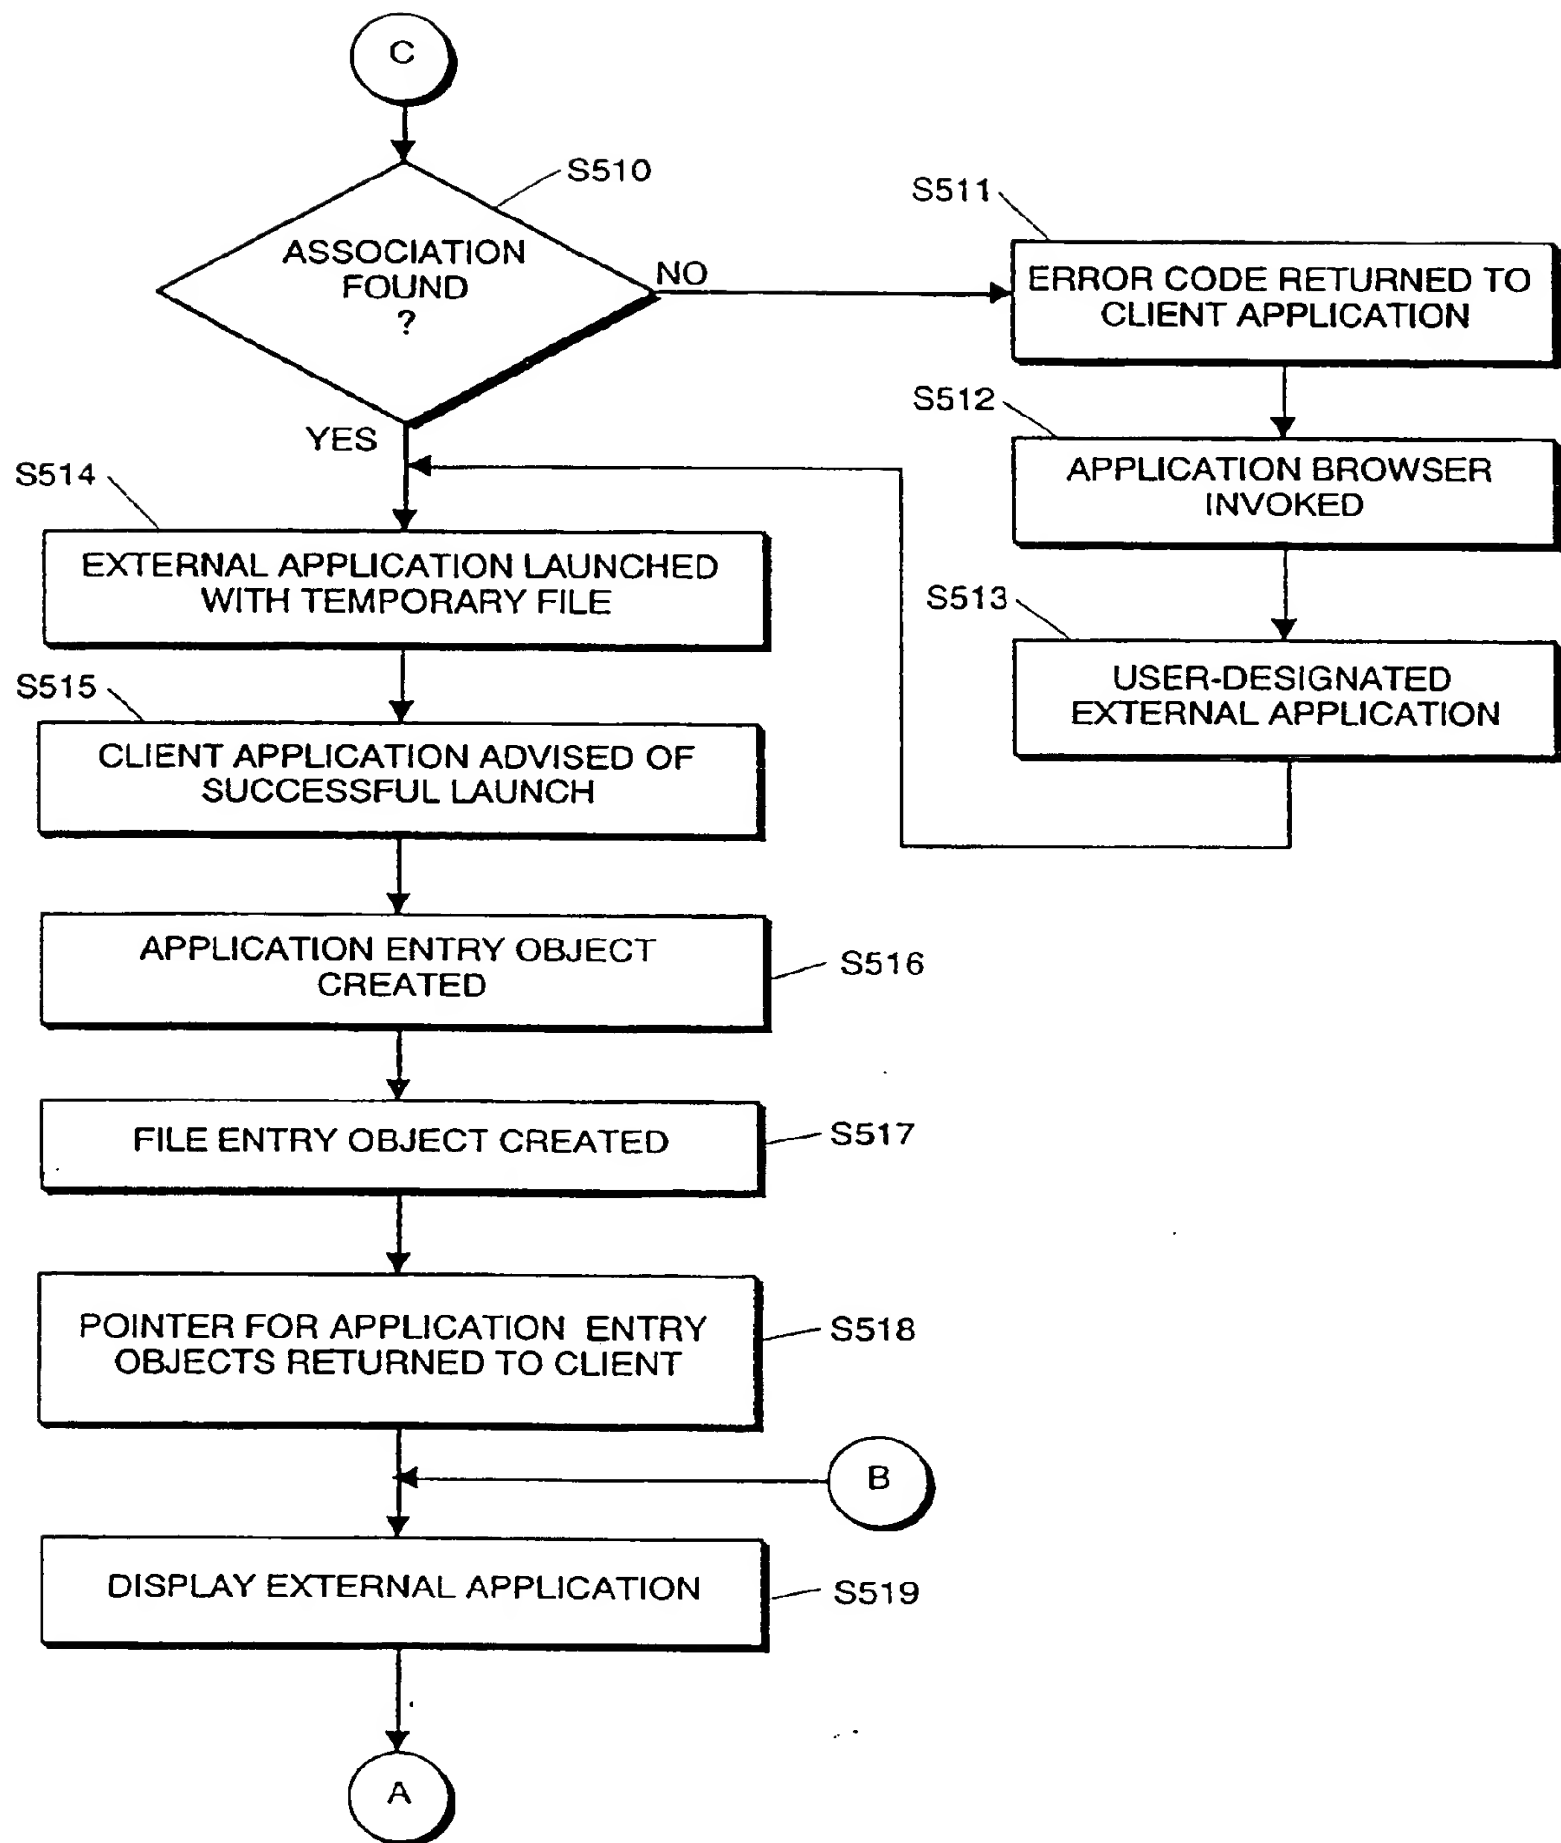 C
S510
ASSOCIATION
FOUND
?
NO
YES
S511
ERROR CODE RETURNED TO
CLIENT APPLICATION
S512
APPLICATION BROWSER
INVOKED
S513
USER-DESIGNATED
EXTERNAL APPLICATION
S514
EXTERNAL APPLICATION LAUNCHED
WITH TEMPORARY FILE
S515
CLIENT APPLICATION ADVISED OF
SUCCESSFUL LAUNCH
APPLICATION ENTRY OBJECT
CREATED
S516
FILE ENTRY OBJECT CREATED
S517
POINTER FOR APPLICATION ENTRY
OBJECTS RETURNED TO CLIENT
S518
B
DISPLAY EXTERNAL APPLICATION
S519
A